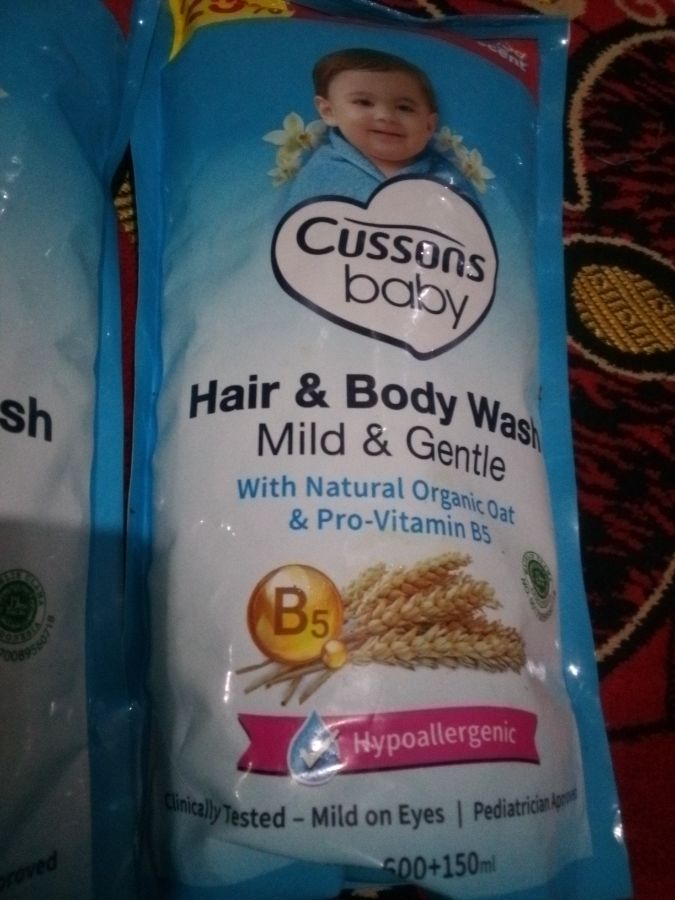 Cussons
baby
Hair & Body Wash
Mild & Gentle
With Natural Organic Oat
& Pro-Vitamin B5
B5
Hypoallergenic
Clinically Tested – Mild on Eyes | Pediatrician Approved
600+150ml
sh